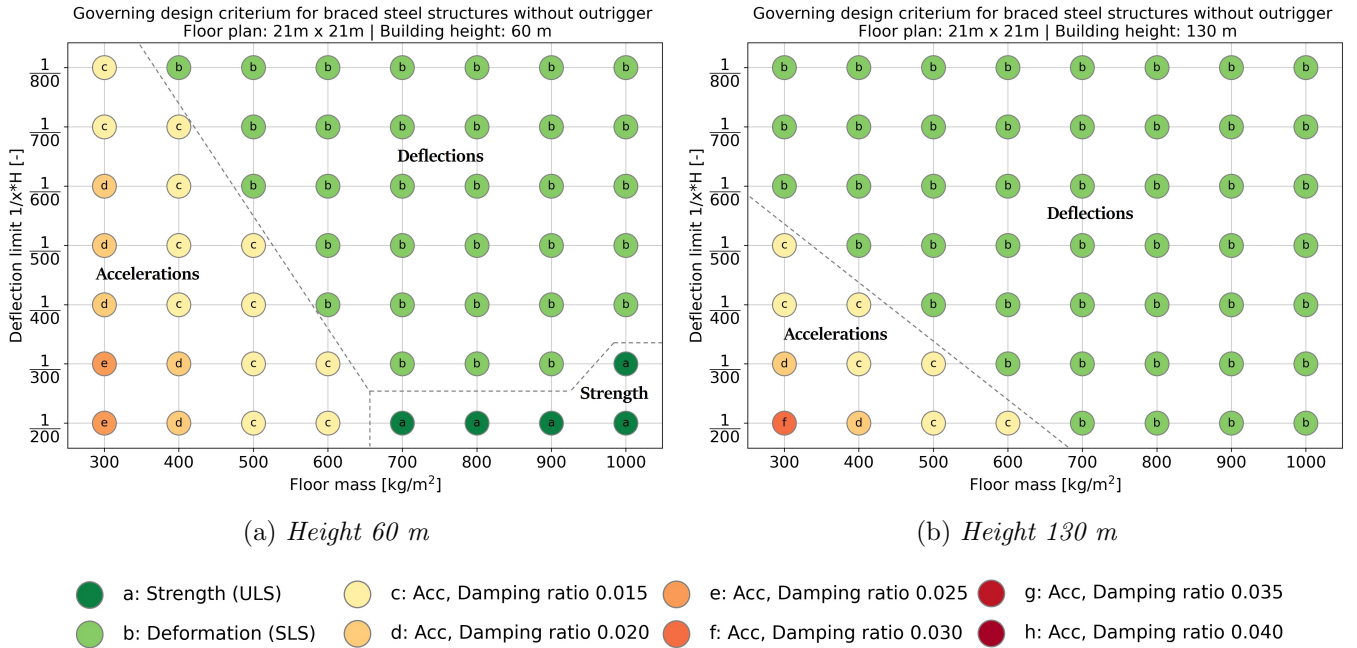 Governing design criterium for braced steel structures without outrigger
Floor plan: 21m x 21m | Building height: 60 m
Deflection limit 1/x*H [-]
1/800 c b b b b b b b
1/700 c c b b b b b b
Deflections
1/600 d c b b b b b b
1/500 d c c b b b b b
Accelerations
1/400 d c c b b b b b
1/300 e d c c b b b a
Strength
1/200 e d c c a a a a
300 400 500 600 700 800 900 1000
Floor mass [kg/m²]
(a) Height 60 m
Governing design criterium for braced steel structures without outrigger
Floor plan: 21m x 21m | Building height: 130 m
Deflection limit 1/x*H [-]
1/800 b b b b b b b b
1/700 b b b b b b b b
1/600 b b b b b b b b
Deflections
1/500 c b b b b b b b
1/400 c c b b b b b b
Accelerations
1/300 d c c b b b b b
1/200 f d c c b b b b
300 400 500 600 700 800 900 1000
Floor mass [kg/m²]
(b) Height 130 m
a: Strength (ULS)
b: Deformation (SLS)
c: Acc, Damping ratio 0.015
d: Acc, Damping ratio 0.020
e: Acc, Damping ratio 0.025
f: Acc, Damping ratio 0.030
g: Acc, Damping ratio 0.035
h: Acc, Damping ratio 0.040